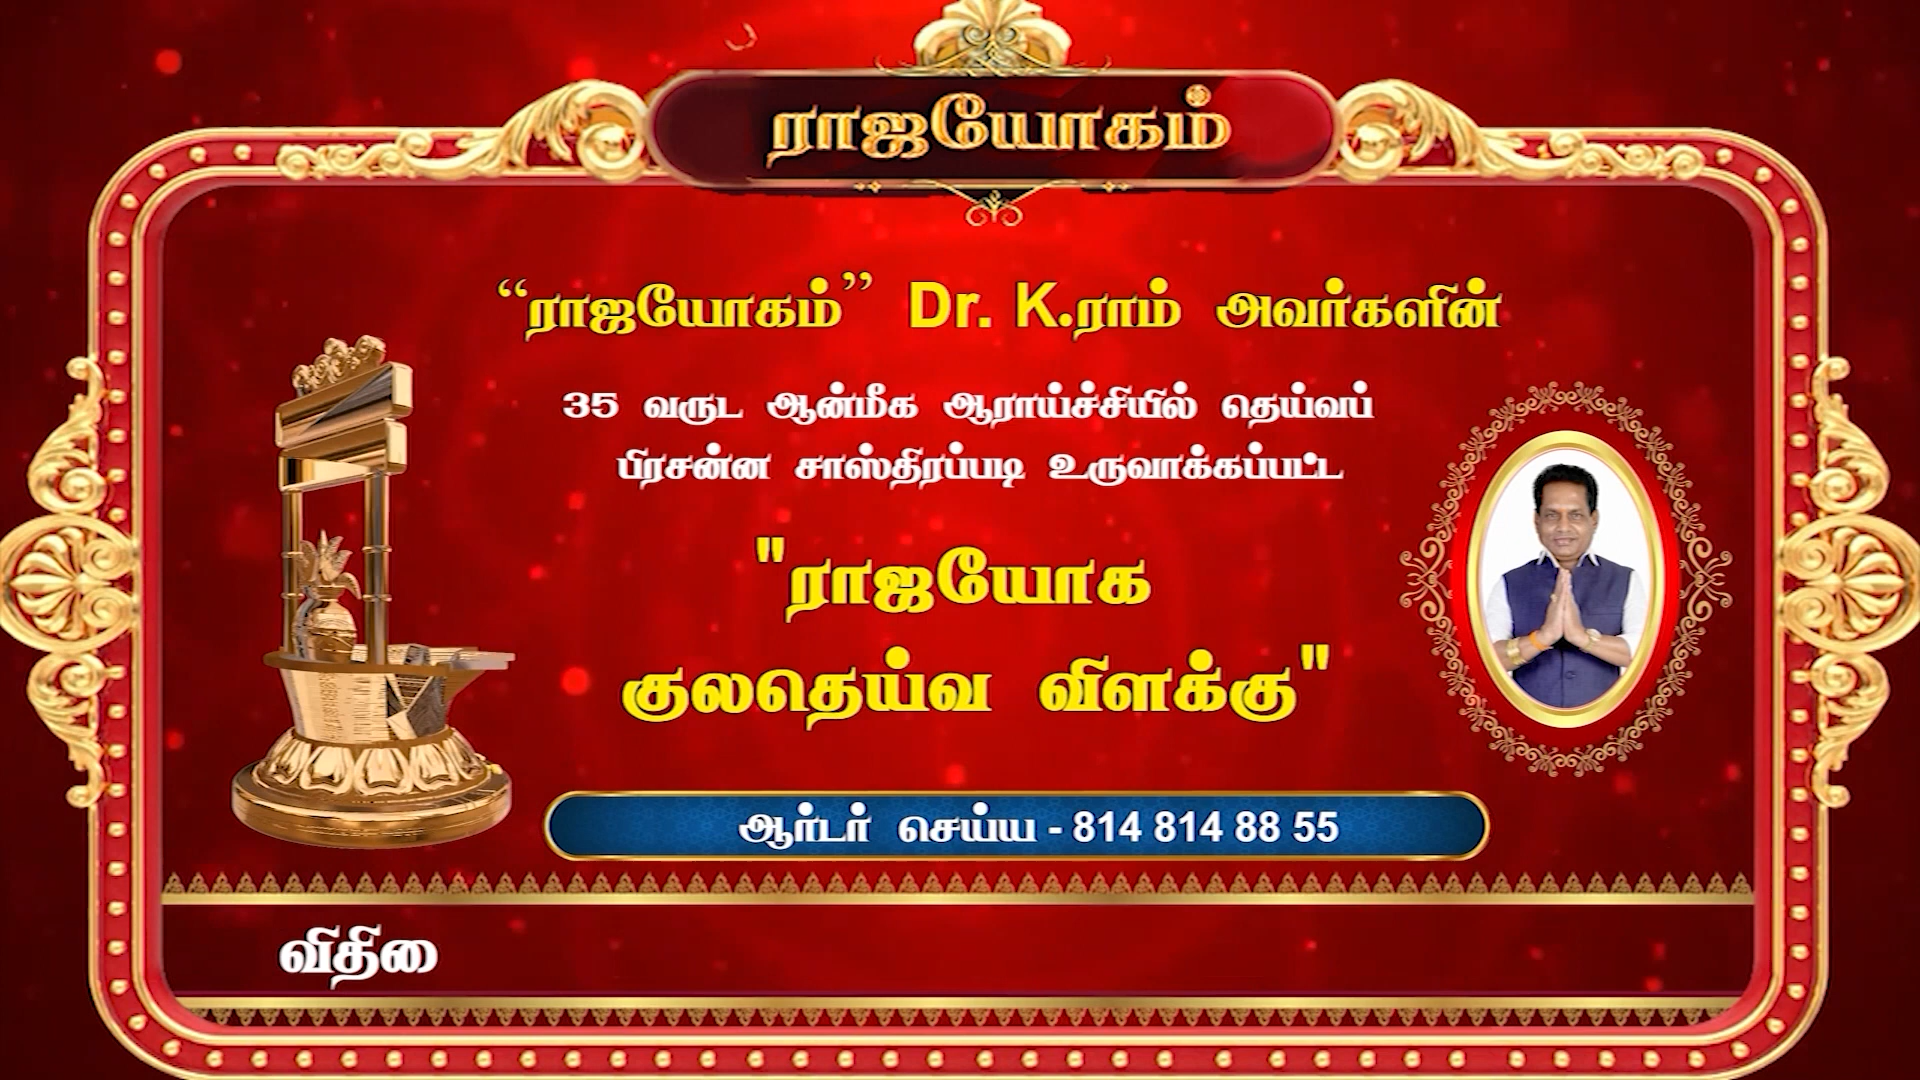 ராஜயோகம்
“ராஜயோகம்” Dr. K.ராம் அவர்களின்
35 வருட ஆன்மீக ஆராய்ச்சியில் தெய்வப்
பிரசன்ன சாஸ்திரப்படி உருவாக்கப்பட்ட
"ராஜயோக
குலதெய்வ விளக்கு"
ஆர்டர் செய்ய - 814 814 88 55
விதியை